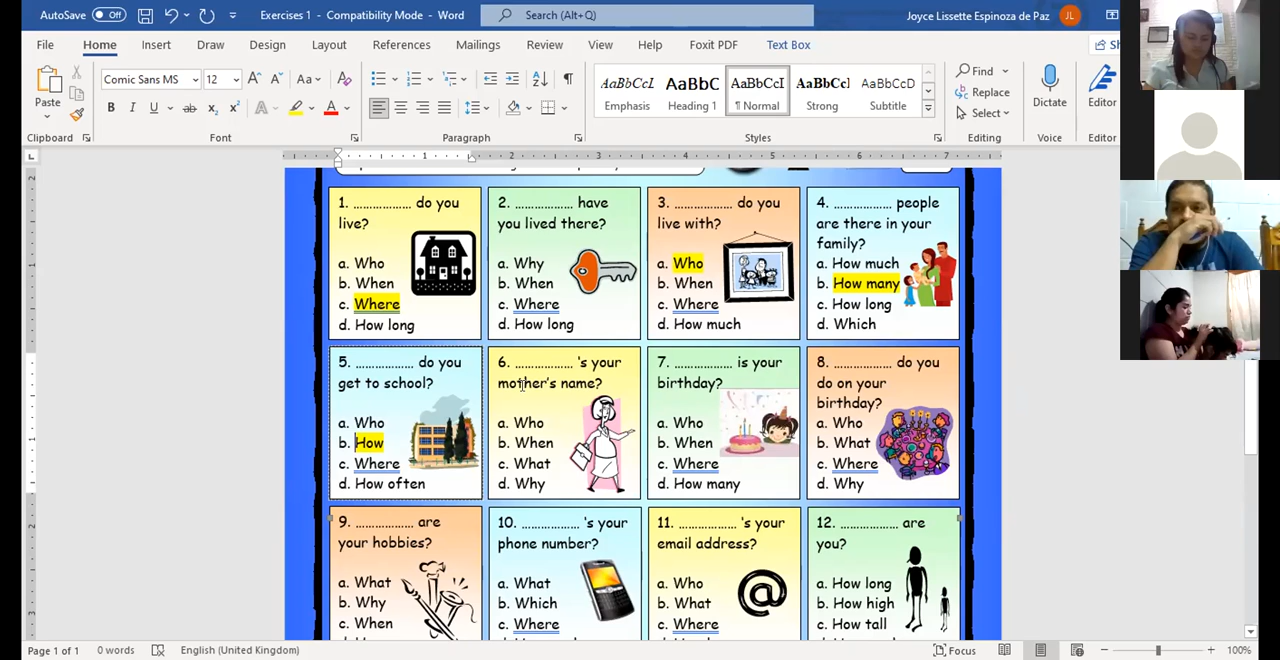 AutoSave Off Exercises 1 - Compatibility Mode - Word Search (Alt+Q) Joyce Lissette Espinoza de Paz JL
File Home Insert Draw Design Layout References Mailings Review View Help Foxit PDF Text Box
Comic Sans MS 12
Paste
AaBbCcI AaBbC AaBbCcI AaBbCcI AaBbCcD
Emphasis Heading 1 ¶ Normal Strong Subtitle
Find
Replace
Select
Dictate Editor
Clipboard Font Paragraph Styles Editing Voice Editor
1. .................. do you
live?
a. Who
b. When
c. Where
d. How long
2. .................. have
you lived there?
a. Why
b. When
c. Where
d. How long
3. .................. do you
live with?
a. Who
b. When
c. Where
d. How much
4. .................. people
are there in your
family?
a. How much
b. How many
c. How long
d. Which
5. .................. do you
get to school?
a. Who
b. How
c. Where
d. How often
6. .................. 's your
mother's name?
a. Who
b. When
c. What
d. Why
7. .................. is your
birthday?
a. Who
b. When
c. Where
d. How many
8. .................. do you
do on your
birthday?
a. Who
b. What
c. Where
d. Why
9. .................. are
your hobbies?
a. What
b. Why
c. When
10. .................. 's your
phone number?
a. What
b. Which
c. Where
11. .................. 's your
email address?
a. Who
b. What
c. Where
12. .................. are
you?
a. How long
b. How high
c. How tall
Page 1 of 1 0 words English (United Kingdom) Focus 100%